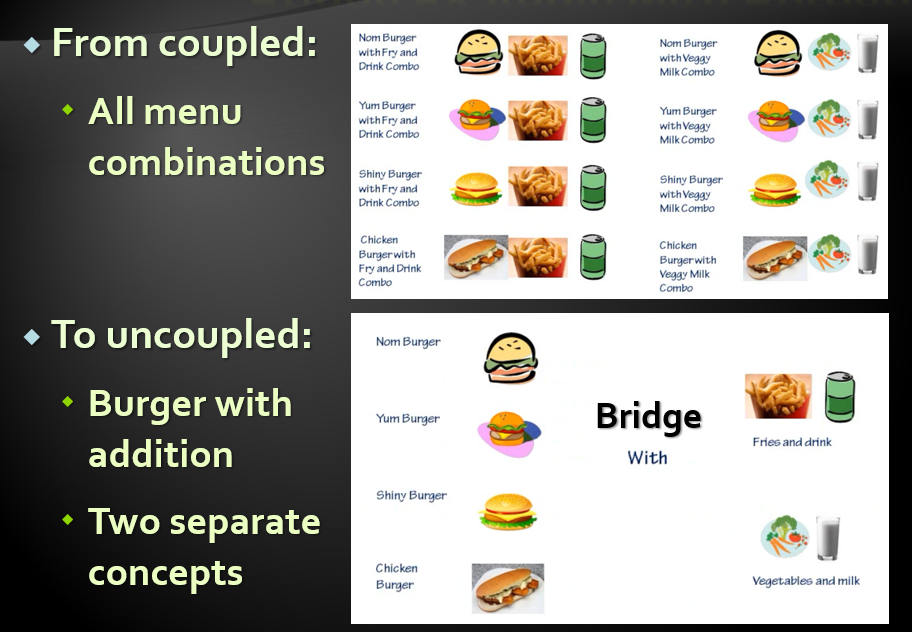 From coupled:
All menu
combinations
Nom Burger
with Fry and
Drink Combo
Yum Burger
with Fry and
Drink Combo
Shiny Burger
with Fry and
Drink Combo
Chicken
Burger with
Fry and Drink
Combo
Nom Burger
with Veggy
Milk Combo
Yum Burger
with Veggy
Milk Combo
Shiny Burger
with Veggy
Milk Combo
Chicken
Burger with
Veggy Milk
Combo
To uncoupled:
Burger with
addition
Two separate
concepts
Nom Burger
Yum Burger
Shiny Burger
Chicken
Burger
Bridge
With
Fries and drink
Vegetables and milk